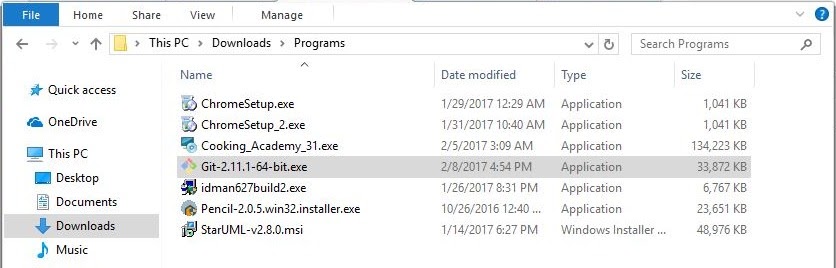 File Home Share View Manage
This PC Downloads Programs Search Programs
Name Date modified Type Size
Quick access
OneDrive
This PC
Desktop
Documents
Downloads
Music
ChromeSetup.exe 1/29/2017 12:29 AM Application 1,041 KB
ChromeSetup_2.exe 1/31/2017 10:40 AM Application 1,041 KB
Cooking_Academy_31.exe 2/5/2017 3:09 AM Application 134,223 KB
Git-2.11.1-64-bit.exe 2/8/2017 4:54 PM Application 33,872 KB
idman627build2.exe 1/26/2017 8:31 PM Application 6,767 KB
Pencil-2.0.5.win32.installer.exe 10/26/2016 12:40 ... Application 23,651 KB
StarUML-v2.8.0.msi 1/14/2017 6:27 PM Windows Installer ... 48,976 KB